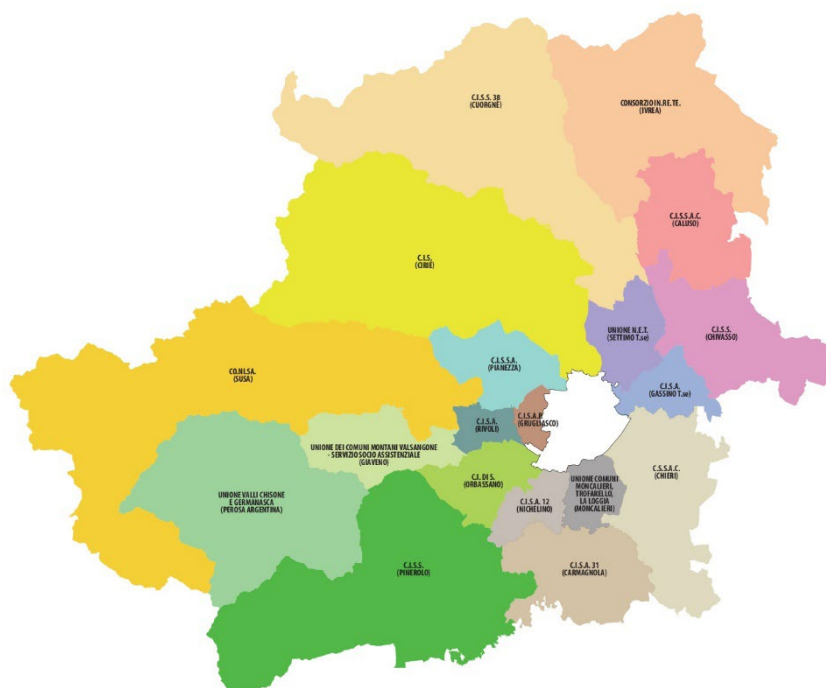 C.I.S.S. 38
(CUORGNÈ)
CONSORZIO IN.RE.TE.
(IVREA)
C.I.S.S.A.C.
(CALUSO)
C.I.S.
(CIRIÈ)
UNIONE N.E.T.
(SETTIMO T.se)
C.I.S.S.
(CHIVASSO)
C.I.S.S.A.
(PIANEZZA)
CO.NI.SA.
(SUSA)
C.I.S.A.
(GASSINO T.se)
C.I.S.A.P.
(GRUGLIASCO)
C.I.S.A.
(RIVOLI)
UNIONE DEI COMUNI MONTANI VALSANGONE
- SERVIZIO SOCIO ASSISTENZIALE
(GIAVENO)
C.S.S.A.C.
(CHIERI)
C.I. DI S.
(ORBASSANO)
UNIONE COMUNI
MONCALIERI,
TROFARELLO,
LA LOGGIA
(MONCALIERI)
UNIONE VALLI CHISONE
E GERMANASCA
(PEROSA ARGENTINA)
C.I.S.A. 12
(NICHELINO)
C.I.S.S.
(PINEROLO)
C.I.S.A. 31
(CARMAGNOLA)